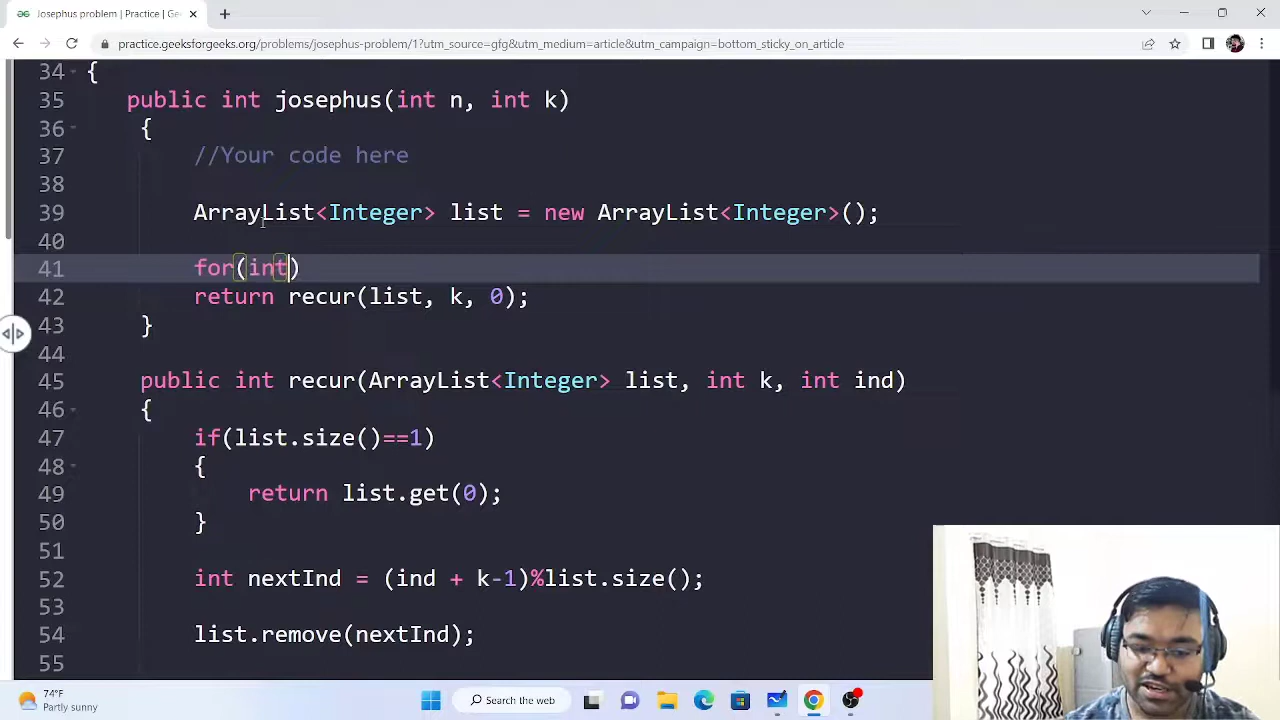 Josephus problem | Practice | Ge
practice.geeksforgeeks.org/problems/josephus-problem/1?utm_source=gfg&utm_medium=article&utm_campaign=bottom_sticky_on_article
34 {
35 public int josephus(int n, int k)
36 {
37 //Your code here
38
39 ArrayList<Integer> list = new ArrayList<Integer>();
40
41 for(int)
42 return recur(list, k, 0);
43 }
44
45 public int recur(ArrayList<Integer> list, int k, int ind)
46 {
47 if(list.size()==1)
48 {
49 return list.get(0);
50 }
51
52 int nextInd = (ind + k-1)%list.size();
53
54 list.remove(nextInd);
55
74°F
Partly sunny
Search the web